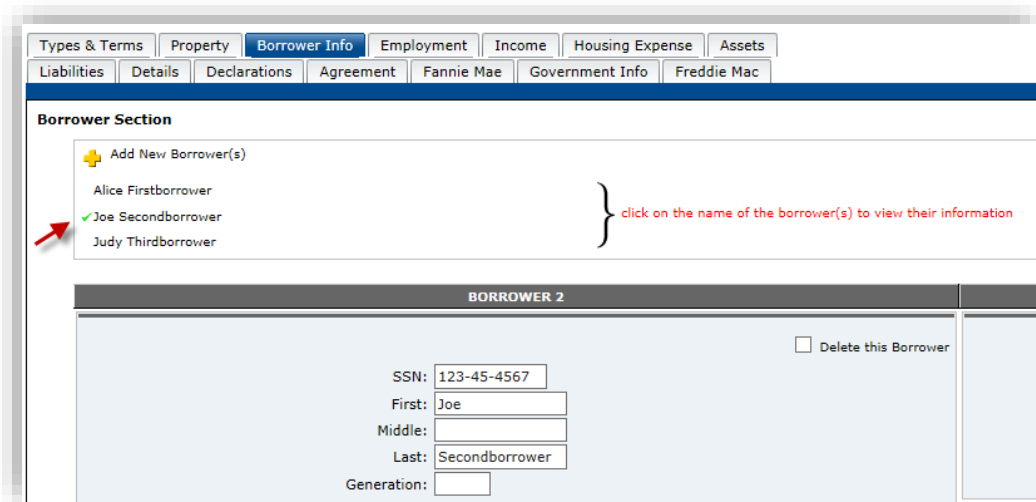 Types & Terms Property Borrower Info Employment Income Housing Expense Assets
Liabilities Details Declarations Agreement Fannie Mae Government Info Freddie Mac
Borrower Section
Add New Borrower(s)
Alice Firstborrower
Joe Secondborrower
Judy Thirdborrower
click on the name of the borrower(s) to view their information
BORROWER 2
Delete this Borrower
SSN: 123-45-4567
First: Joe
Middle:
Last: Secondborrower
Generation: